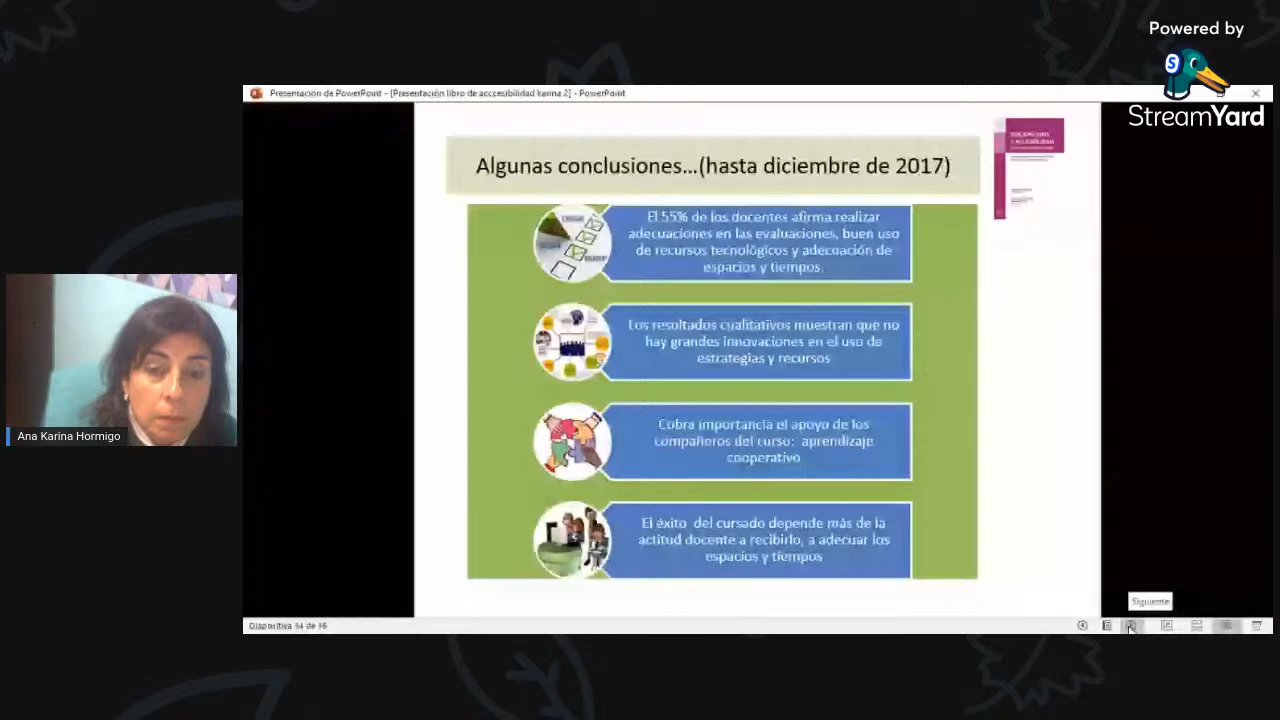 Powered by
StreamYard
Presentación de PowerPoint - [Presentación libro de acccesibilidad karina 2] - PowerPoint
Algunas conclusiones...(hasta diciembre de 2017)
El 55% de los docentes afirma realizar
adecuaciones en las evaluaciones, buen uso
de recursos tecnológicos y adecuación de
espacios y tiempos.
Los resultados cualitativos muestran que no
hay grandes innovaciones en el uso de
estrategias y recursos
Cobra importancia el apoyo de los
compañeros del curso: aprendizaje
cooperativo
El éxito del cursado depende más de la
actitud docente a recibirlo, a adecuar los
espacios y tiempos
Ana Karina Hormigo
Siguiente
Diapositiva 14 de 16